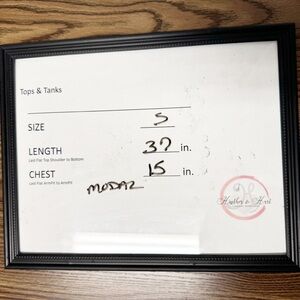 Tops & Tanks
SIZE S
LENGTH 37 in.
Laid Flat Top Shoulder to Bottom
CHEST 15 in.
Laid Flat Armpit to Armpit
MODAL